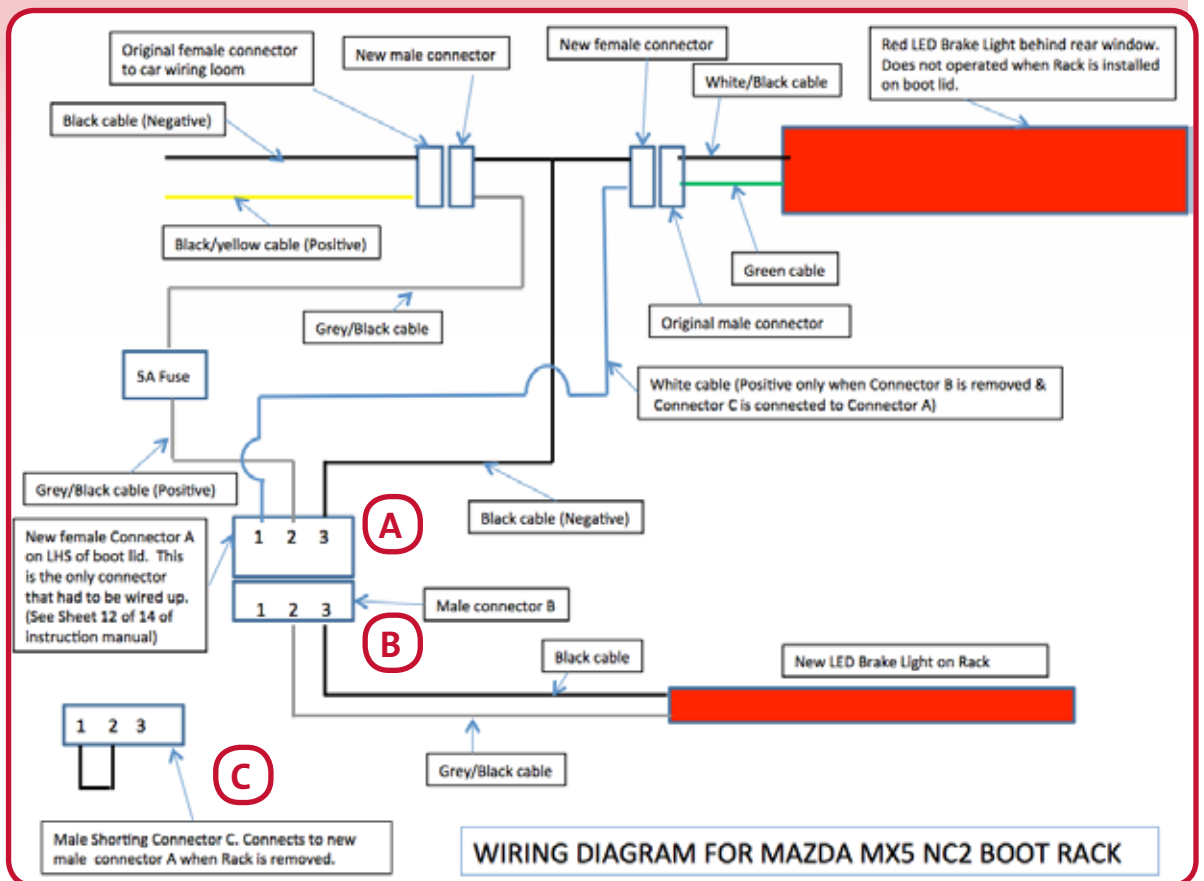 Original female connector
to car wiring loom
New male connector
New female connector
White/Black cable
Red LED Brake Light behind rear window.
Does not operated when Rack is installed
on boot lid.
Black cable (Negative)
Black/yellow cable (Positive)
Green cable
Grey/Black cable
Original male connector
5A Fuse
White cable (Positive only when Connector B is removed &
Connector C is connected to Connector A)
Grey/Black cable (Positive)
Black cable (Negative)
New female Connector A
on LHS of boot lid. This
is the only connector
that had to be wired up.
(See Sheet 12 of 14 of
instruction manual)
1 2 3
A
1 2 3
Male connector B
B
Black cable
New LED Brake Light on Rack
Grey/Black cable
1 2 3
C
Male Shorting Connector C. Connects to new
male connector A when Rack is removed.
WIRING DIAGRAM FOR MAZDA MX5 NC2 BOOT RACK